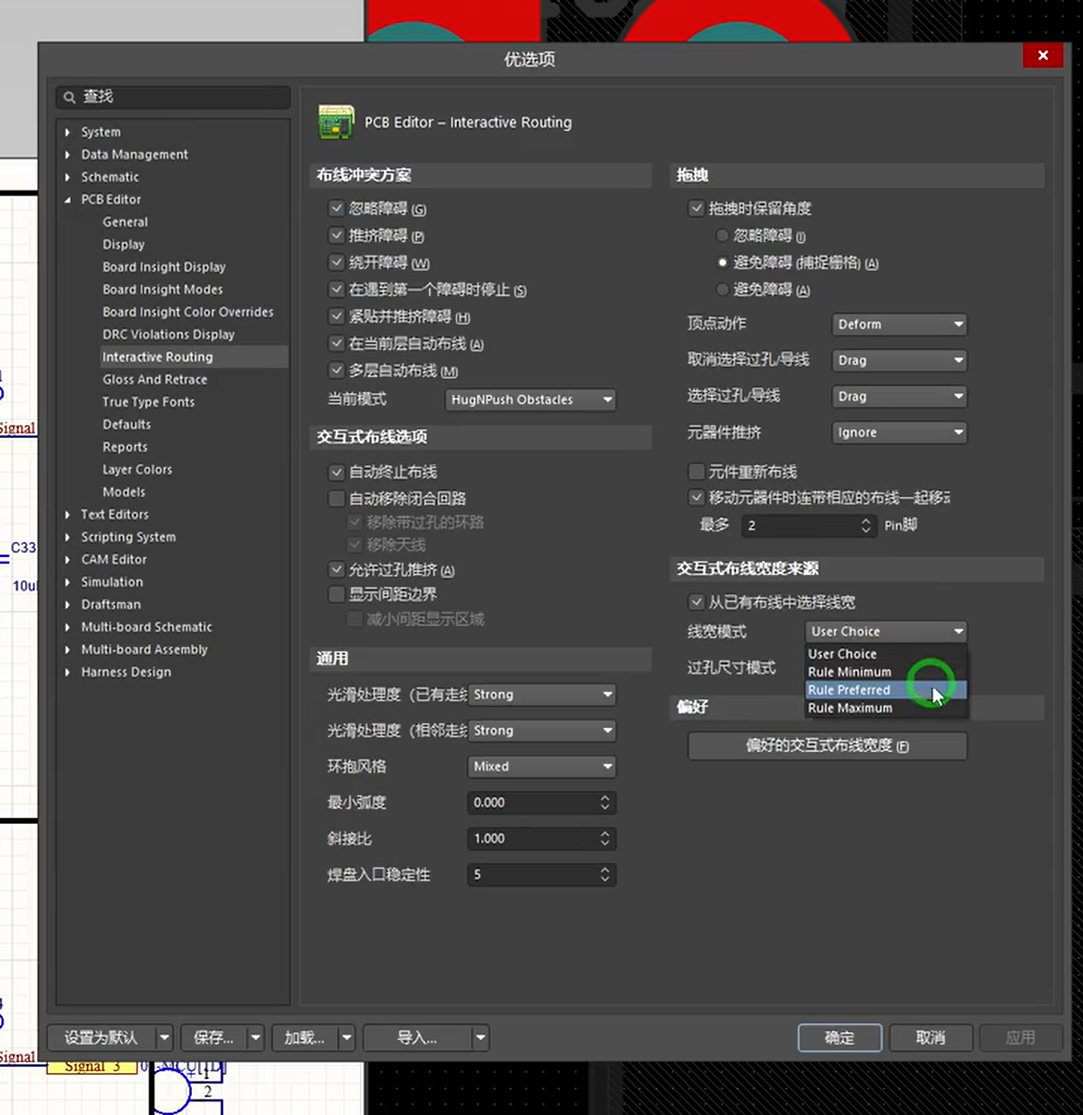 优选项
查找
System
Data Management
Schematic
PCB Editor
General
Display
Board Insight Display
Board Insight Modes
Board Insight Color Overrides
DRC Violations Display
Interactive Routing
Gloss And Retrace
True Type Fonts
Defaults
Reports
Layer Colors
Models
Text Editors
Scripting System
CAM Editor
Simulation
Draftsman
Multi-board Schematic
Multi-board Assembly
Harness Design
PCB Editor – Interactive Routing
布线冲突方案
忽略障碍 (G)
推挤障碍 (P)
绕开障碍 (W)
在遇到第一个障碍时停止 (S)
紧贴并推挤障碍 (H)
在当前层自动布线 (A)
多层自动布线 (M)
当前模式 HugNPush Obstacles
交互式布线选项
自动终止布线
自动移除闭合回路
移除带过孔的环路
移除天线
允许过孔推挤 (A)
显示间距边界
减小间距显示区域
通用
光滑处理度（已有走线 Strong
光滑处理度（相邻走线 Strong
环抱风格 Mixed
最小弧度 0.000
斜接比 1.000
焊盘入口稳定性 5
拖拽
拖拽时保留角度
忽略障碍 (I)
避免障碍 (捕捉栅格) (A)
避免障碍 (A)
顶点动作 Deform
取消选择过孔/导线 Drag
选择过孔/导线 Drag
元器件推挤 Ignore
元件重新布线
移动元器件时连带相应的布线一起移动
最多 2 Pin脚
交互式布线宽度来源
从已有布线中选择线宽
线宽模式 User Choice
User Choice
Rule Minimum
Rule Preferred
Rule Maximum
过孔尺寸模式
偏好
偏好的交互式布线宽度 (F)
设置为默认
保存...
加载...
导入...
确定
取消
应用
Signal
C33
10u
Signal
Signal 3
1
2